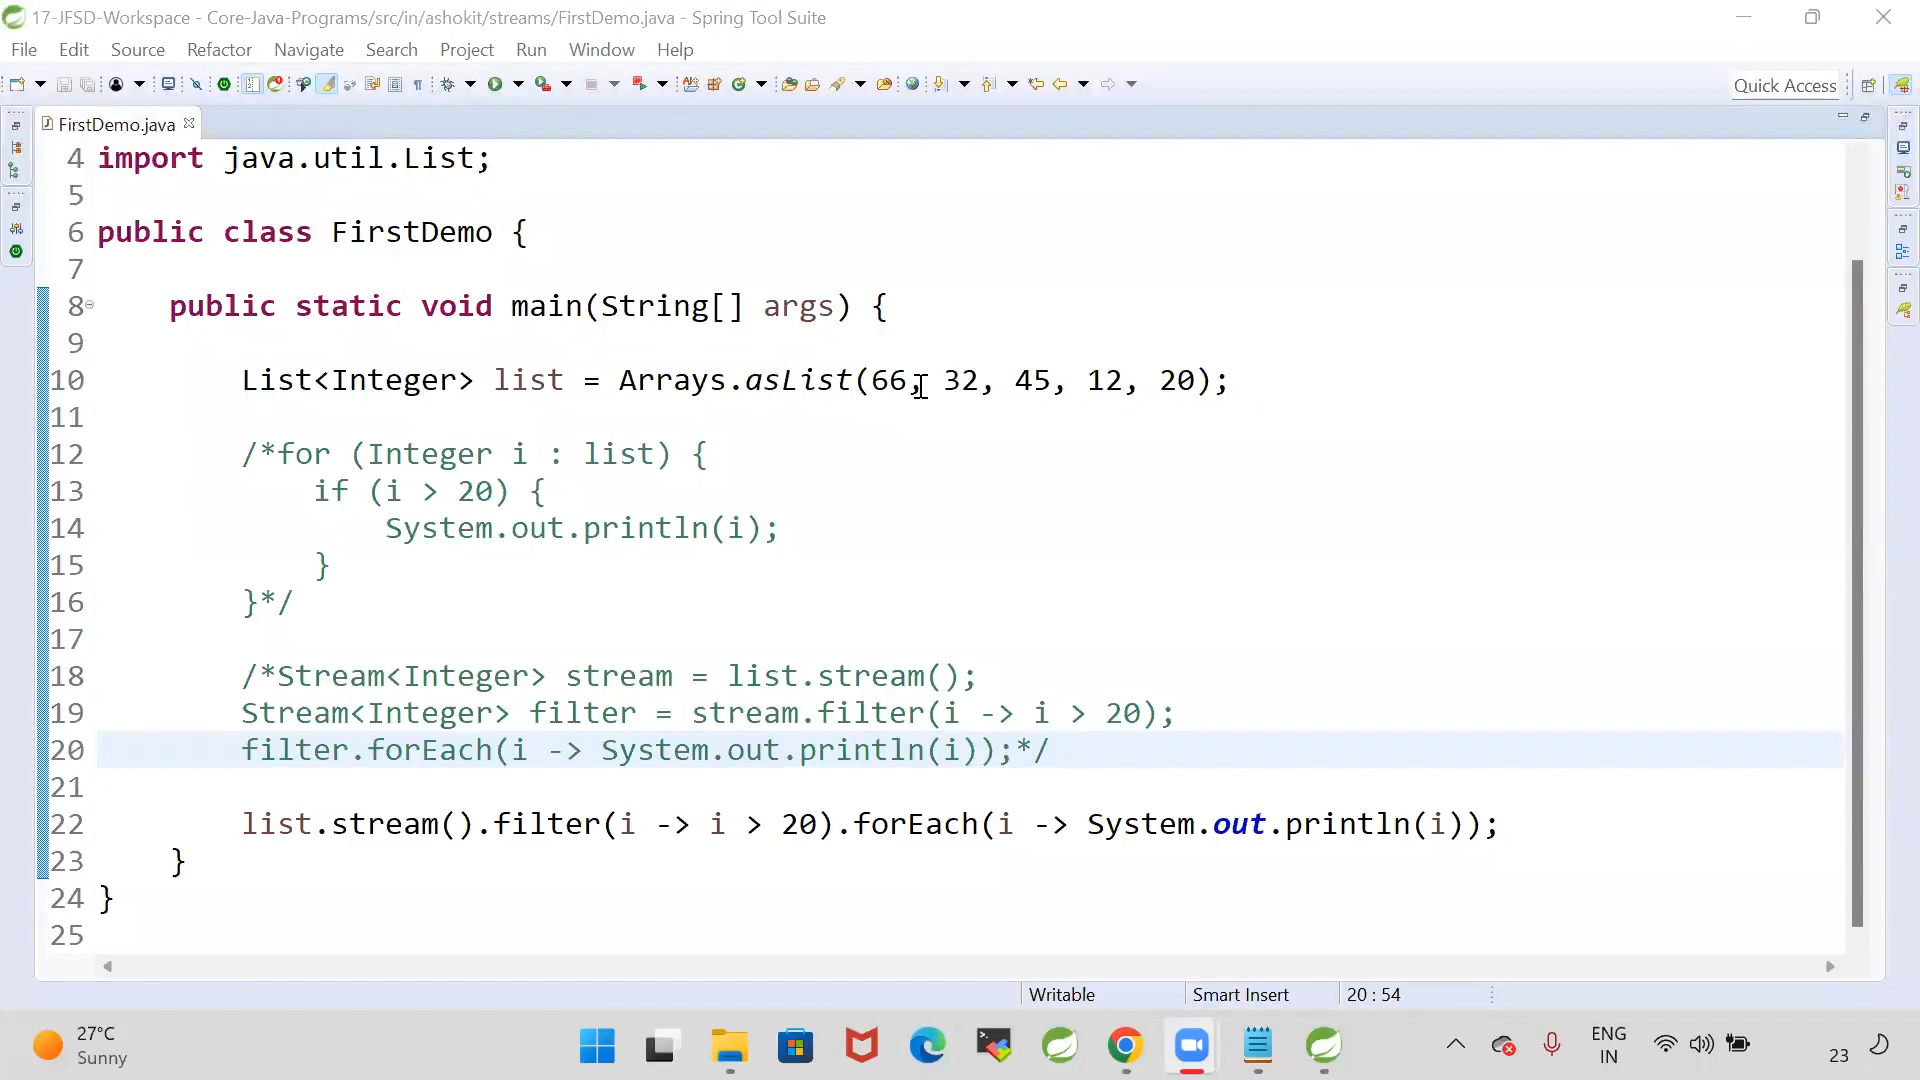 17-JFSD-Workspace - Core-Java-Programs/src/in/ashokit/streams/FirstDemo.java - Spring Tool Suite
File Edit Source Refactor Navigate Search Project Run Window Help
Quick Access
FirstDemo.java
4 import java.util.List;
5
6 public class FirstDemo {
7
8 public static void main(String[] args) {
9
10 List<Integer> list = Arrays.asList(66, 32, 45, 12, 20);
11
12 /*for (Integer i : list) {
13 if (i > 20) {
14 System.out.println(i);
15 }
16 }*/
17
18 /*Stream<Integer> stream = list.stream();
19 Stream<Integer> filter = stream.filter(i -> i > 20);
20 filter.forEach(i -> System.out.println(i));*/
21
22 list.stream().filter(i -> i > 20).forEach(i -> System.out.println(i));
23 }
24 }
25
Writable Smart Insert 20 : 54
27°C
Sunny
ENG
IN
23